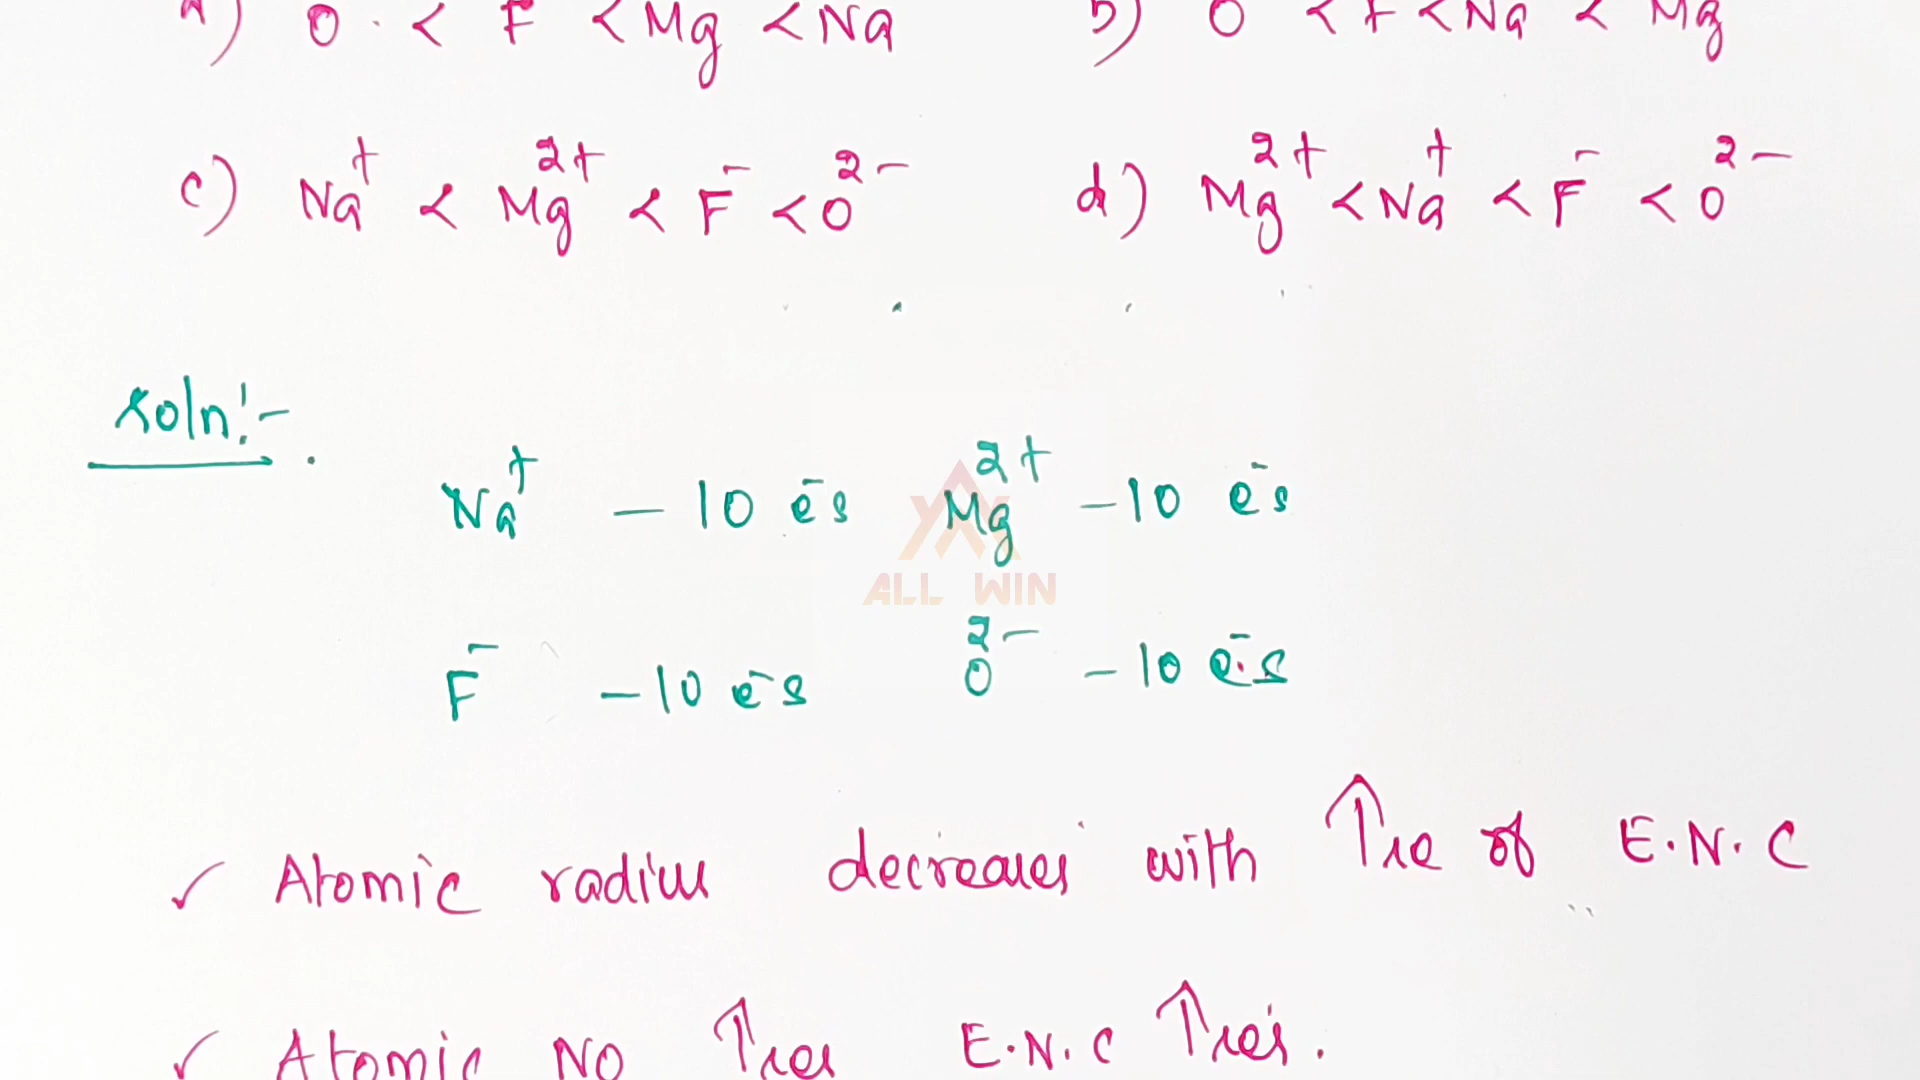 a) O < F < Mg < Na b) O < F < Na < Mg
c) Na⁺ < Mg²⁺ < F⁻ < O²⁻ d) Mg²⁺ < Na⁺ < F⁻ < O²⁻
Soln:-
Na⁺ – 10 e⁻s Mg²⁺ – 10 e⁻s
ALL WIN
F⁻ – 10 e⁻s O²⁻ – 10 e⁻s
✓ Atomic radius decreases with ↑se of E.N.C
✓ Atomic No ↑ses E.N.C ↑ses.